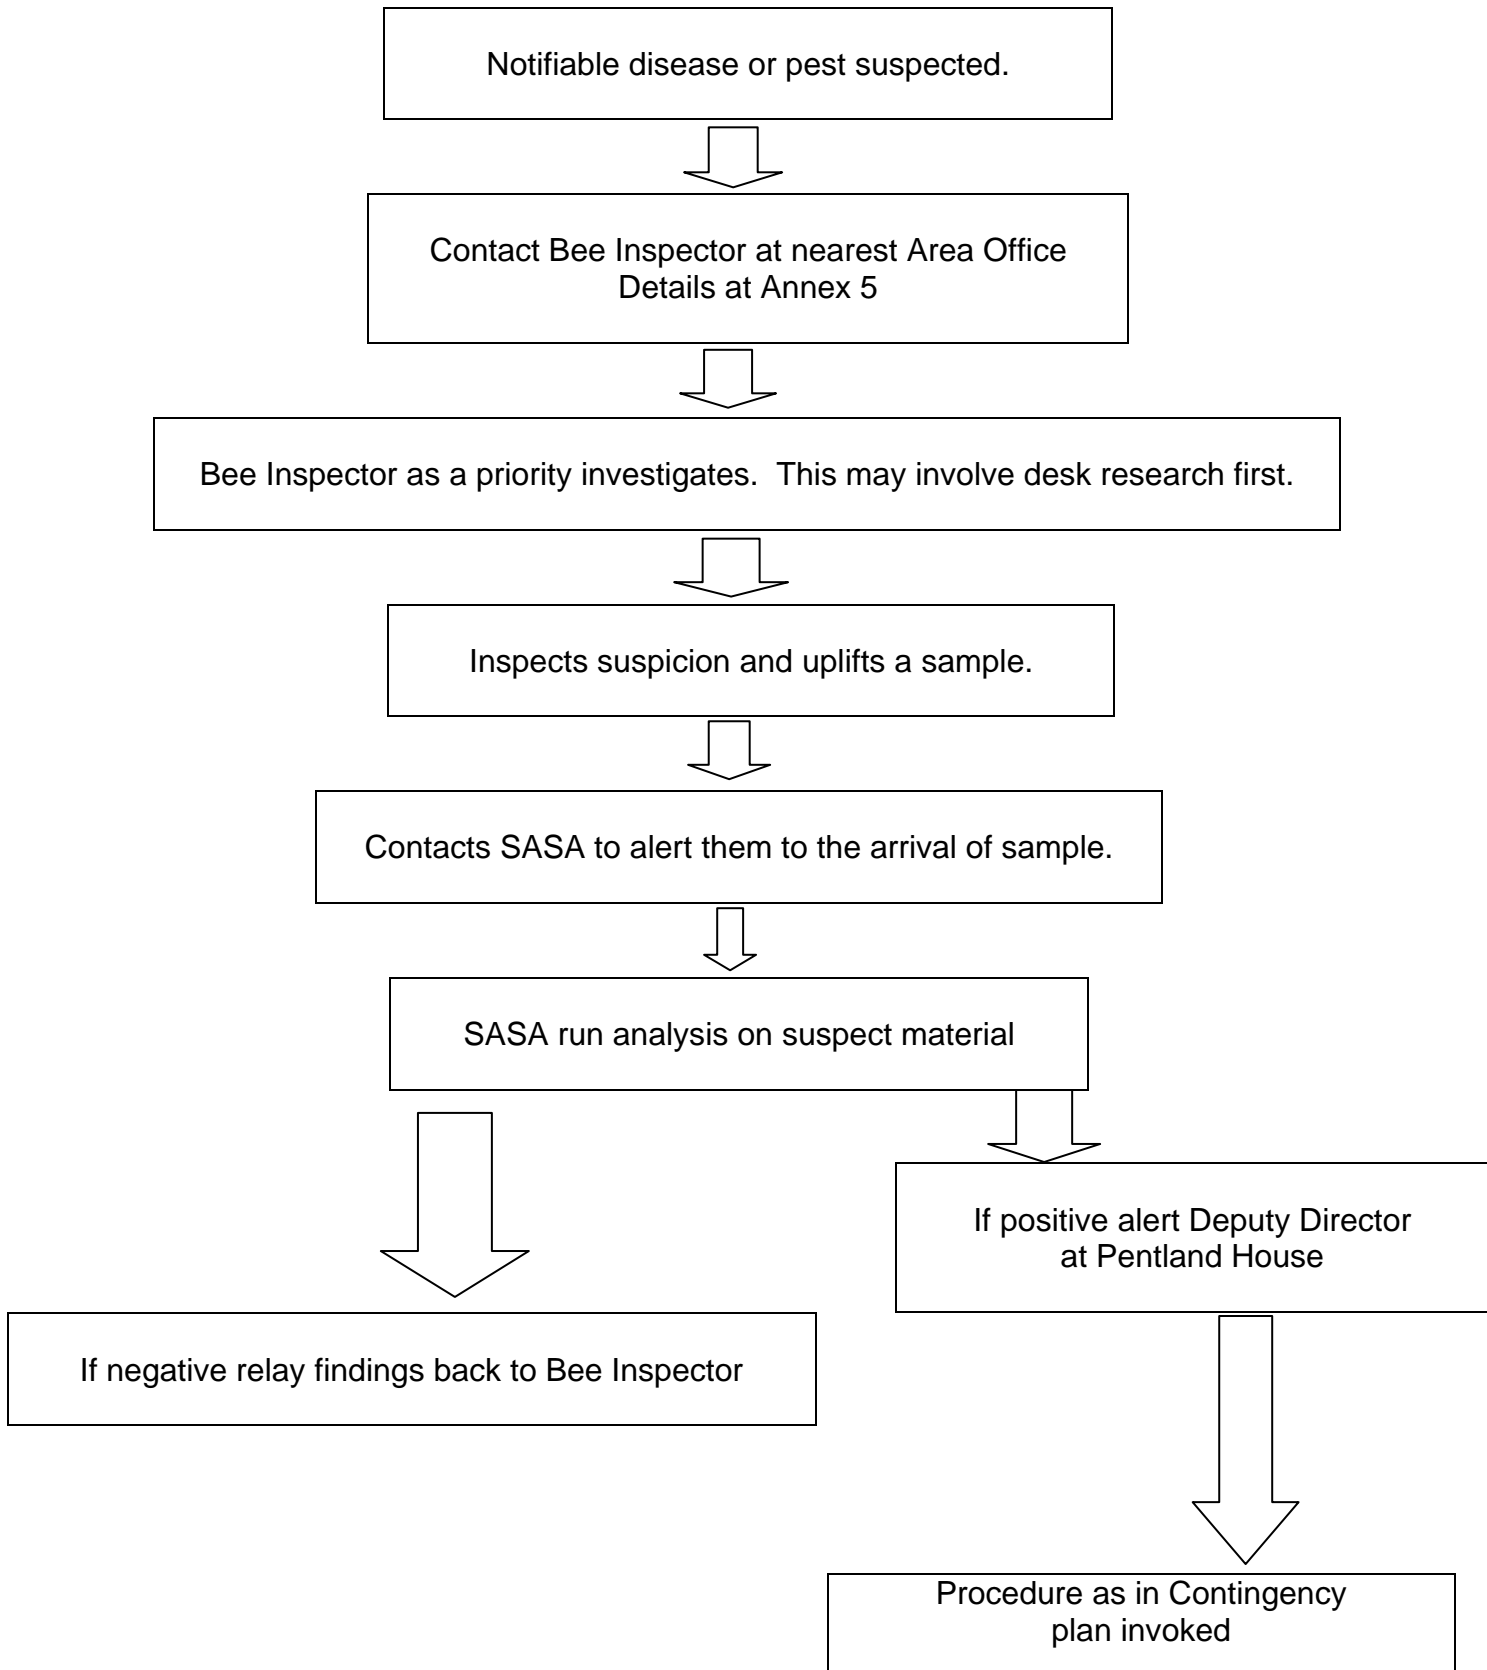 Notifiable disease or pest suspected.
Contact Bee Inspector at nearest Area Office
Details at Annex 5
Bee Inspector as a priority investigates.  This may involve desk research first.
Inspects suspicion and uplifts a sample.
Contacts SASA to alert them to the arrival of sample.
SASA run analysis on suspect material
If positive alert Deputy Director
at Pentland House
If negative relay findings back to Bee Inspector
Procedure as in Contingency
plan invoked